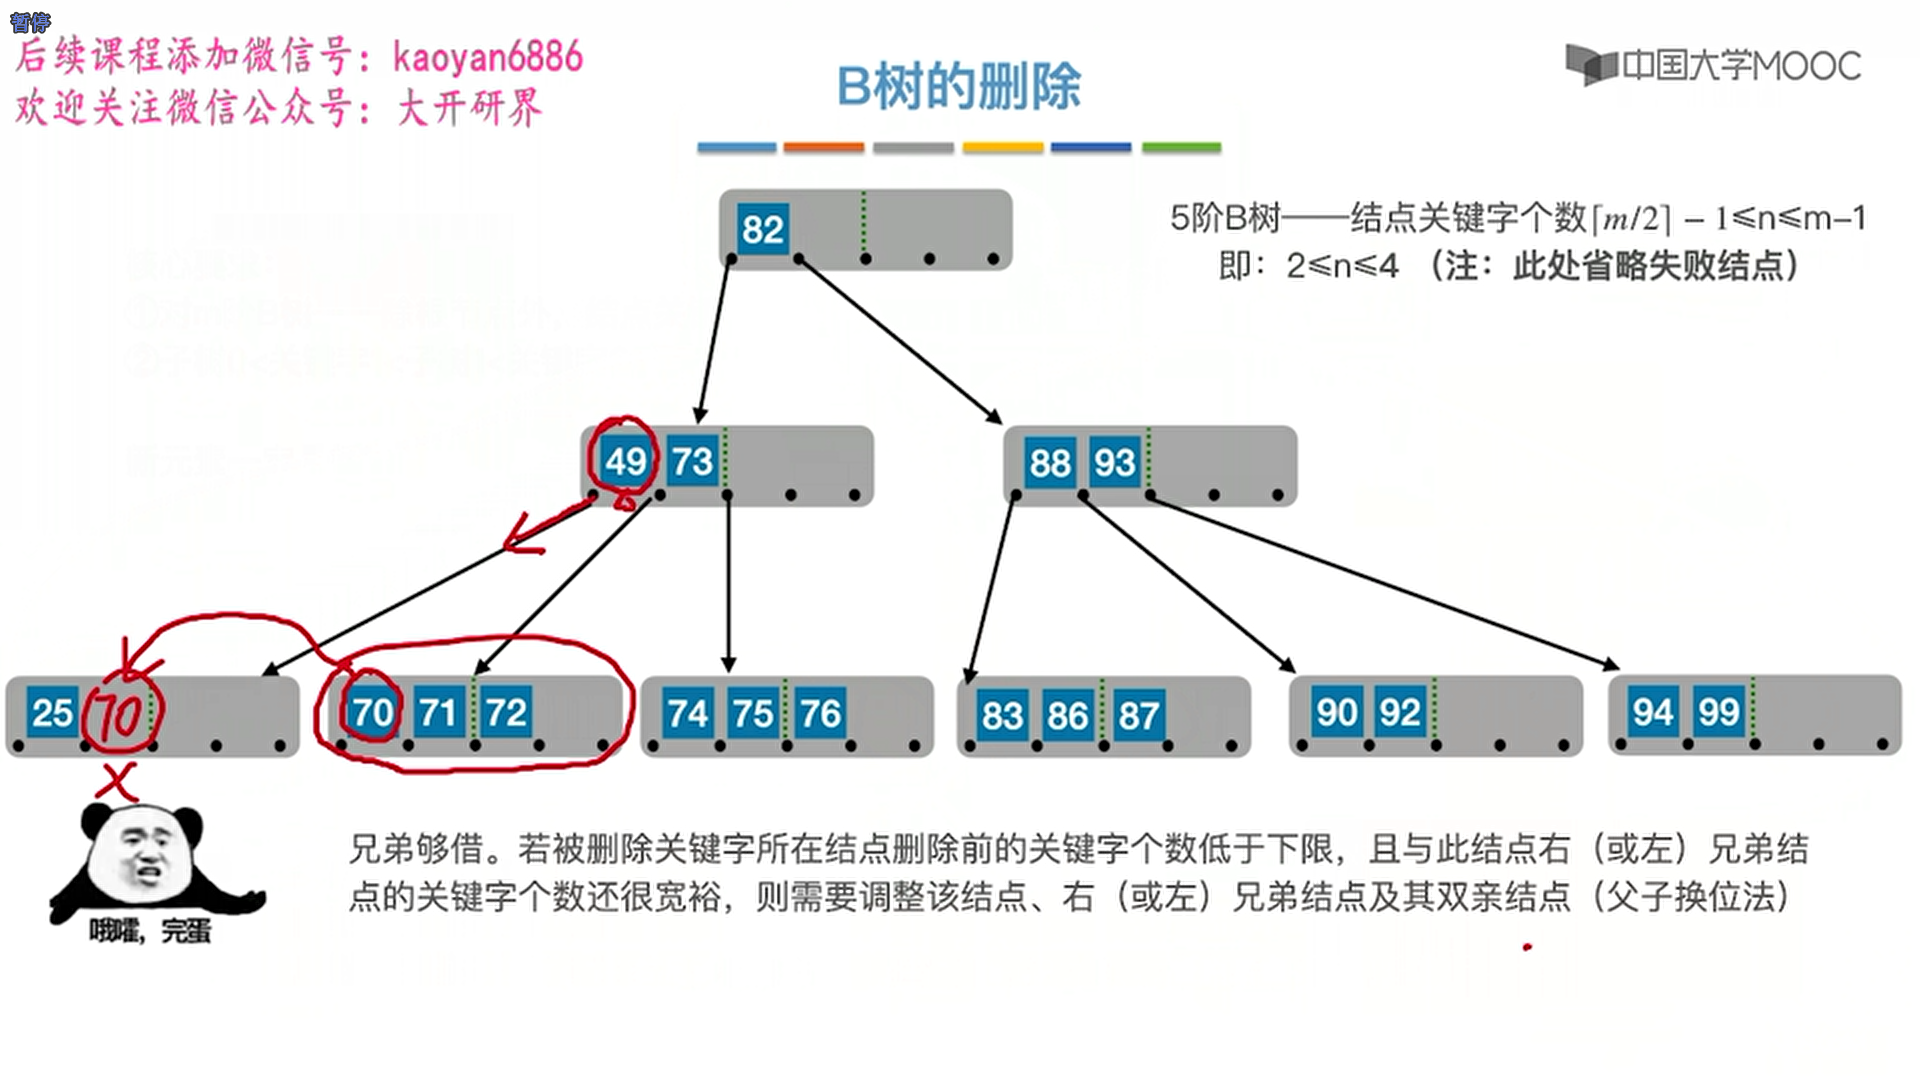 暂停
后续课程添加微信号：kaoyan6886
欢迎关注微信公众号：大开研界
中国大学MOOC
B树的删除
82
5阶B树——结点关键字个数⌈m/2⌉ − 1≤n≤m–1
即：2≤n≤4 （注：此处省略失败结点）
49 73
88 93
25 70
70 71 72
74 75 76
83 86 87
90 92
94 99
兄弟够借。若被删除关键字所在结点删除前的关键字个数低于下限，且与此结点右（或左）兄弟结
点的关键字个数还很宽裕，则需要调整该结点、右（或左）兄弟结点及其双亲结点（父子换位法）
哦嚯，完蛋